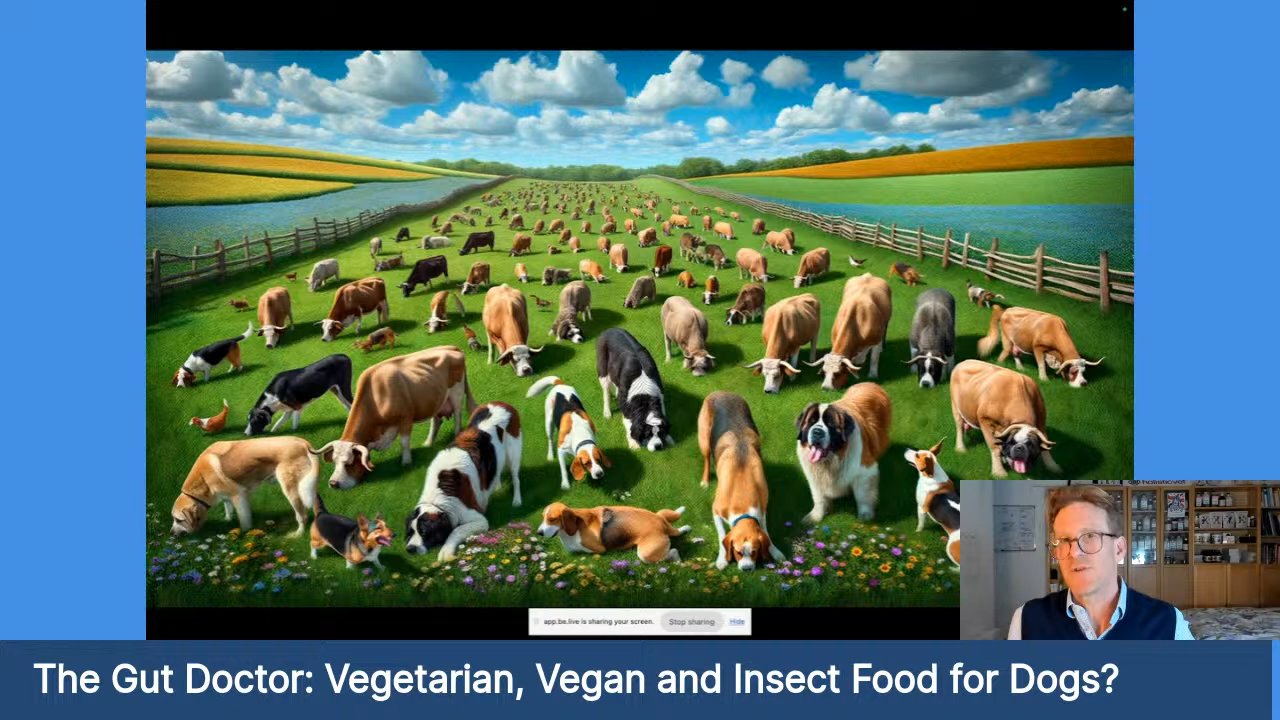 app.be.live is sharing your screen. Stop sharing Hide
The Gut Doctor: Vegetarian, Vegan and Insect Food for Dogs?